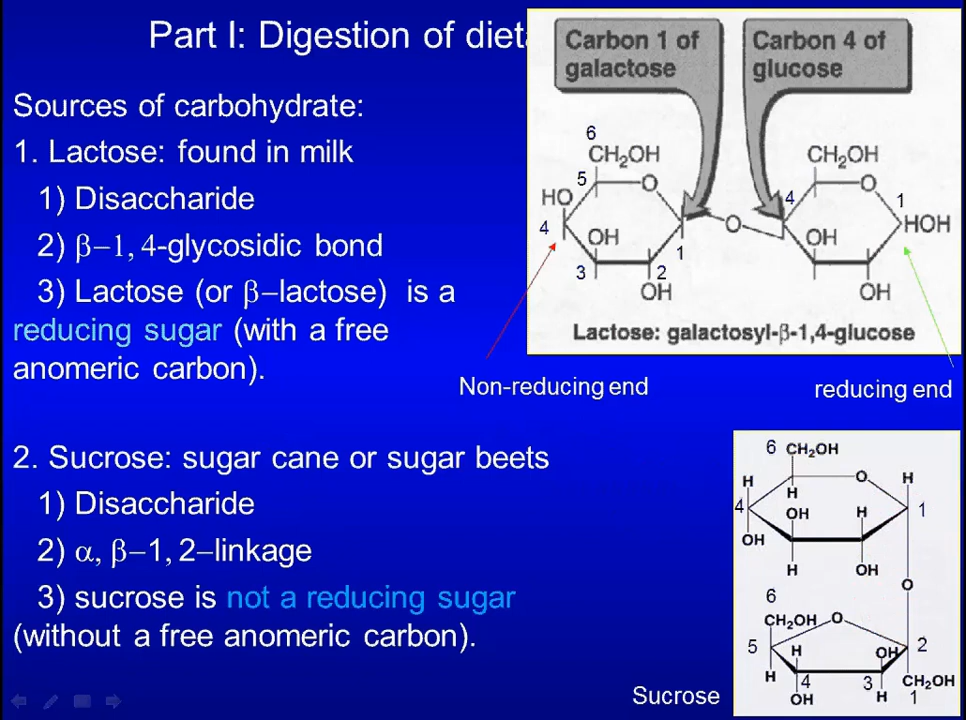 Part I: Digestion of dieta
Sources of carbohydrate:
1. Lactose: found in milk
1) Disaccharide
2) β–1, 4-glycosidic bond
3) Lactose (or β–lactose) is a
reducing sugar (with a free
anomeric carbon).
Carbon 1 of
galactose
Carbon 4 of
glucose
6
CH₂OH
CH₂OH
5
O
4
O
1
HO
4
OH
O
OH
HOH
3
2
1
OH
OH
Lactose: galactosyl-β-1,4-glucose
Non-reducing end
reducing end
2. Sucrose: sugar cane or sugar beets
1) Disaccharide
2) α, β–1, 2–linkage
3) sucrose is not a reducing sugar
(without a free anomeric carbon).
6 CH₂OH
H
O
H
4
H
OH
H
1
OH
H
OH
O
6
CH₂OH
O
5
H
OH
2
H
4
3
H
CH₂OH
OH
1
Sucrose